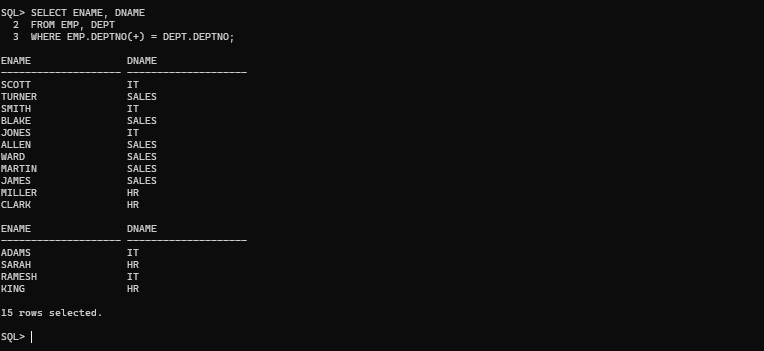 SQL> SELECT ENAME, DNAME
  2  FROM EMP, DEPT
  3  WHERE EMP.DEPTNO(+) = DEPT.DEPTNO;
ENAME                DNAME
-------------------- --------------------
SCOTT                IT
TURNER               SALES
SMITH                IT
BLAKE                SALES
JONES                IT
ALLEN                SALES
WARD                 SALES
MARTIN               SALES
JAMES                SALES
MILLER               HR
CLARK                HR
ENAME                DNAME
-------------------- --------------------
ADAMS                IT
SARAH                HR
RAMESH               IT
KING                 HR
15 rows selected.
SQL>